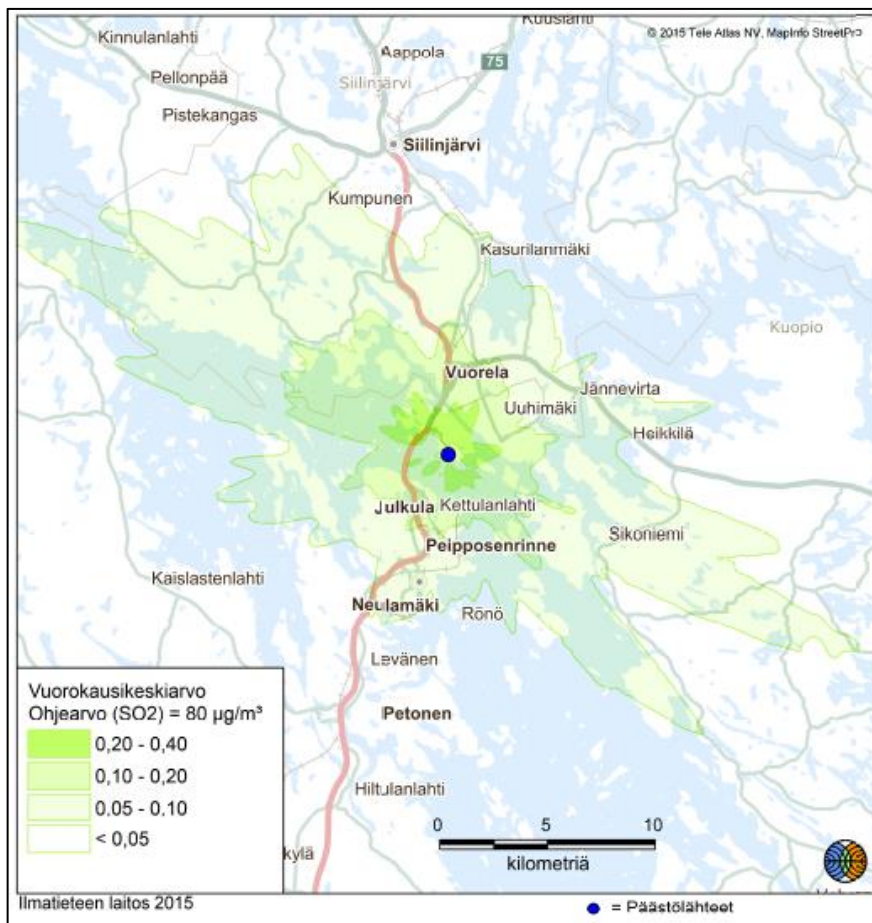 Kuuslahti
Kinnulanlahti
© 2015 Tele Atlas NV, MapInfo StreetPro
Aappola
75
Pellonpää
Siilinjärvi
Pistekangas
Siilinjärvi
Kumpunen
Kasurilanmäki
Kuopio
Vuorela
Jännevirta
Uuhimäki
Heikkilä
Julkula
Kettulanlahti
Sikoniemi
Peipposenrinne
Kaislastenlahti
Neulamäki
Rönö
Levänen
Vuorokausikeskiarvo
Ohjearvo (SO2) = 80 µg/m³
Petonen
0,20 - 0,40
0,10 - 0,20
Hiltulanlahti
0,05 - 0,10
0 5 10
< 0,05
kylä
kilometriä
Ilmatieteen laitos 2015
= Päästölähteet